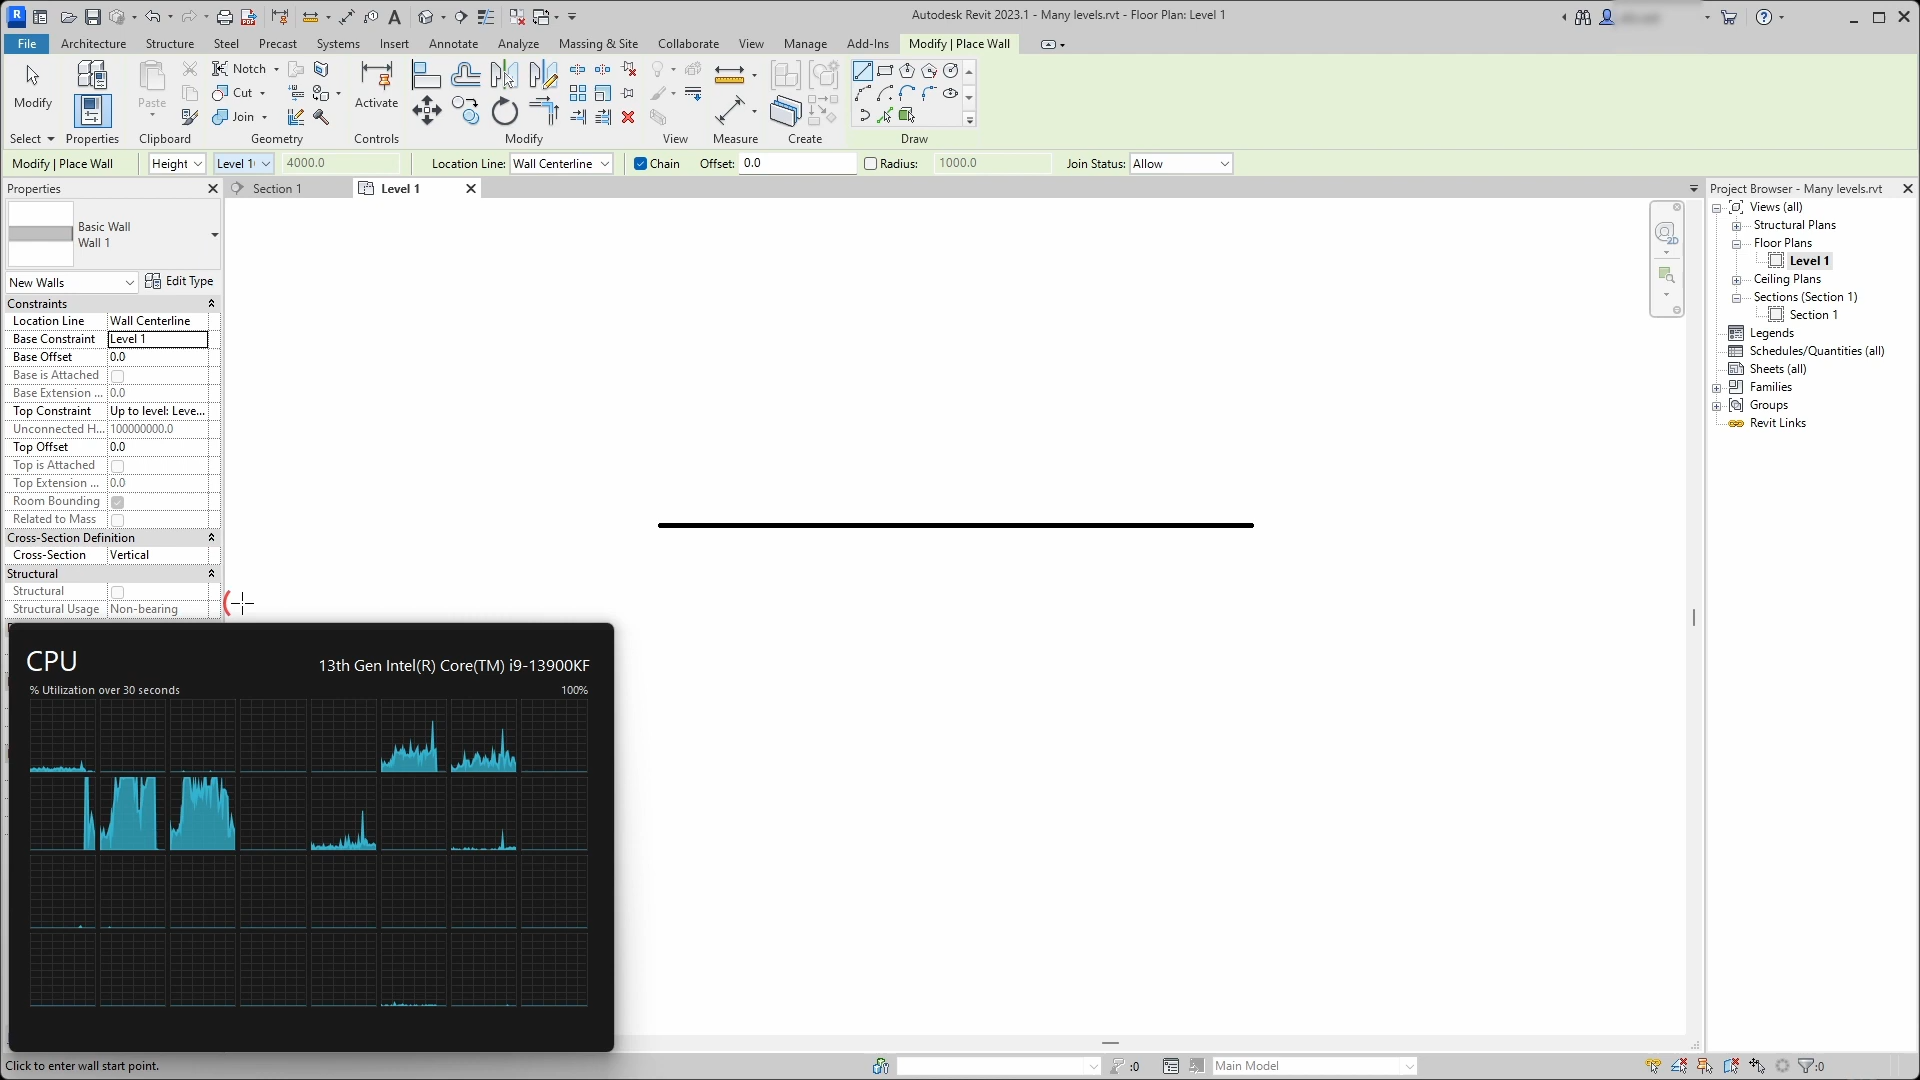 Autodesk Revit 2023.1 - Many levels.rvt - Floor Plan: Level 1
File Architecture Structure Steel Precast Systems Insert Annotate Analyze Massing & Site Collaborate View Manage Add-Ins Modify | Place Wall
Modify Paste Notch Cut Join Activate
Select Properties Clipboard Geometry Controls Modify View Measure Create Draw
Modify | Place Wall Height Level 1 4000.0 Location Line: Wall Centerline Chain Offset: 0.0 Radius: 1000.0 Join Status: Allow
Properties
Section 1
Level 1
Project Browser - Many levels.rvt
Basic Wall
Wall 1
New Walls Edit Type
Constraints
Location Line Wall Centerline
Base Constraint Level 1
Base Offset 0.0
Base is Attached
Base Extension ... 0.0
Top Constraint Up to level: Leve...
Unconnected H... 100000000.0
Top Offset 0.0
Top is Attached
Top Extension ... 0.0
Room Bounding
Related to Mass
Cross-Section Definition
Cross-Section Vertical
Structural
Structural
Structural Usage Non-bearing
2D
Views (all)
Structural Plans
Floor Plans
Level 1
Ceiling Plans
Sections (Section 1)
Section 1
Legends
Schedules/Quantities (all)
Sheets (all)
Families
Groups
Revit Links
CPU
13th Gen Intel(R) Core(TM) i9-13900KF
% Utilization over 30 seconds 100%
Click to enter wall start point.
:0
Main Model
:0